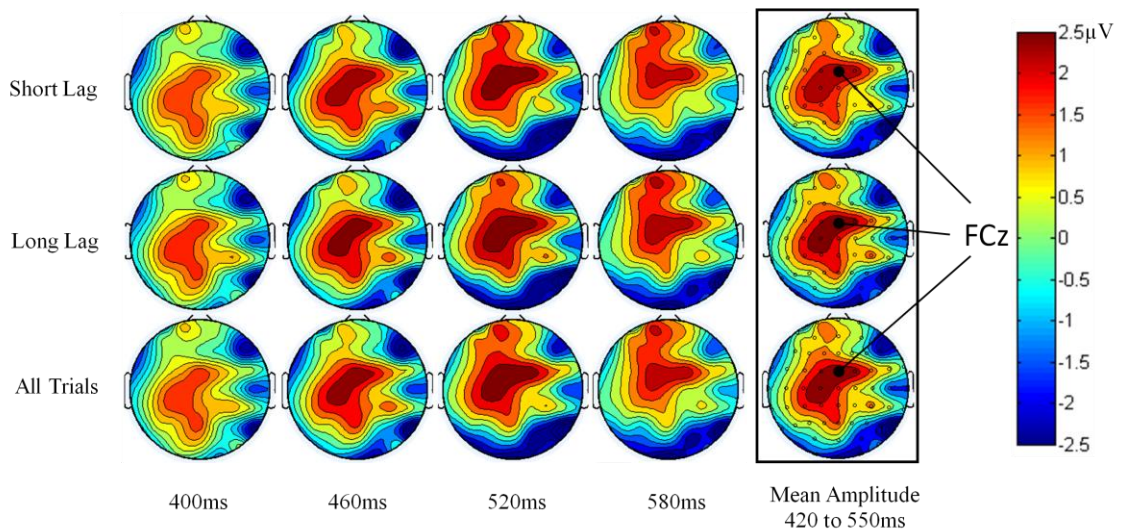 Short Lag
Long Lag
All Trials
400ms
460ms
520ms
580ms
Mean Amplitude
420 to 550ms
FCz
2.5µV
2
1.5
1
0.5
0
-0.5
-1
-1.5
-2
-2.5